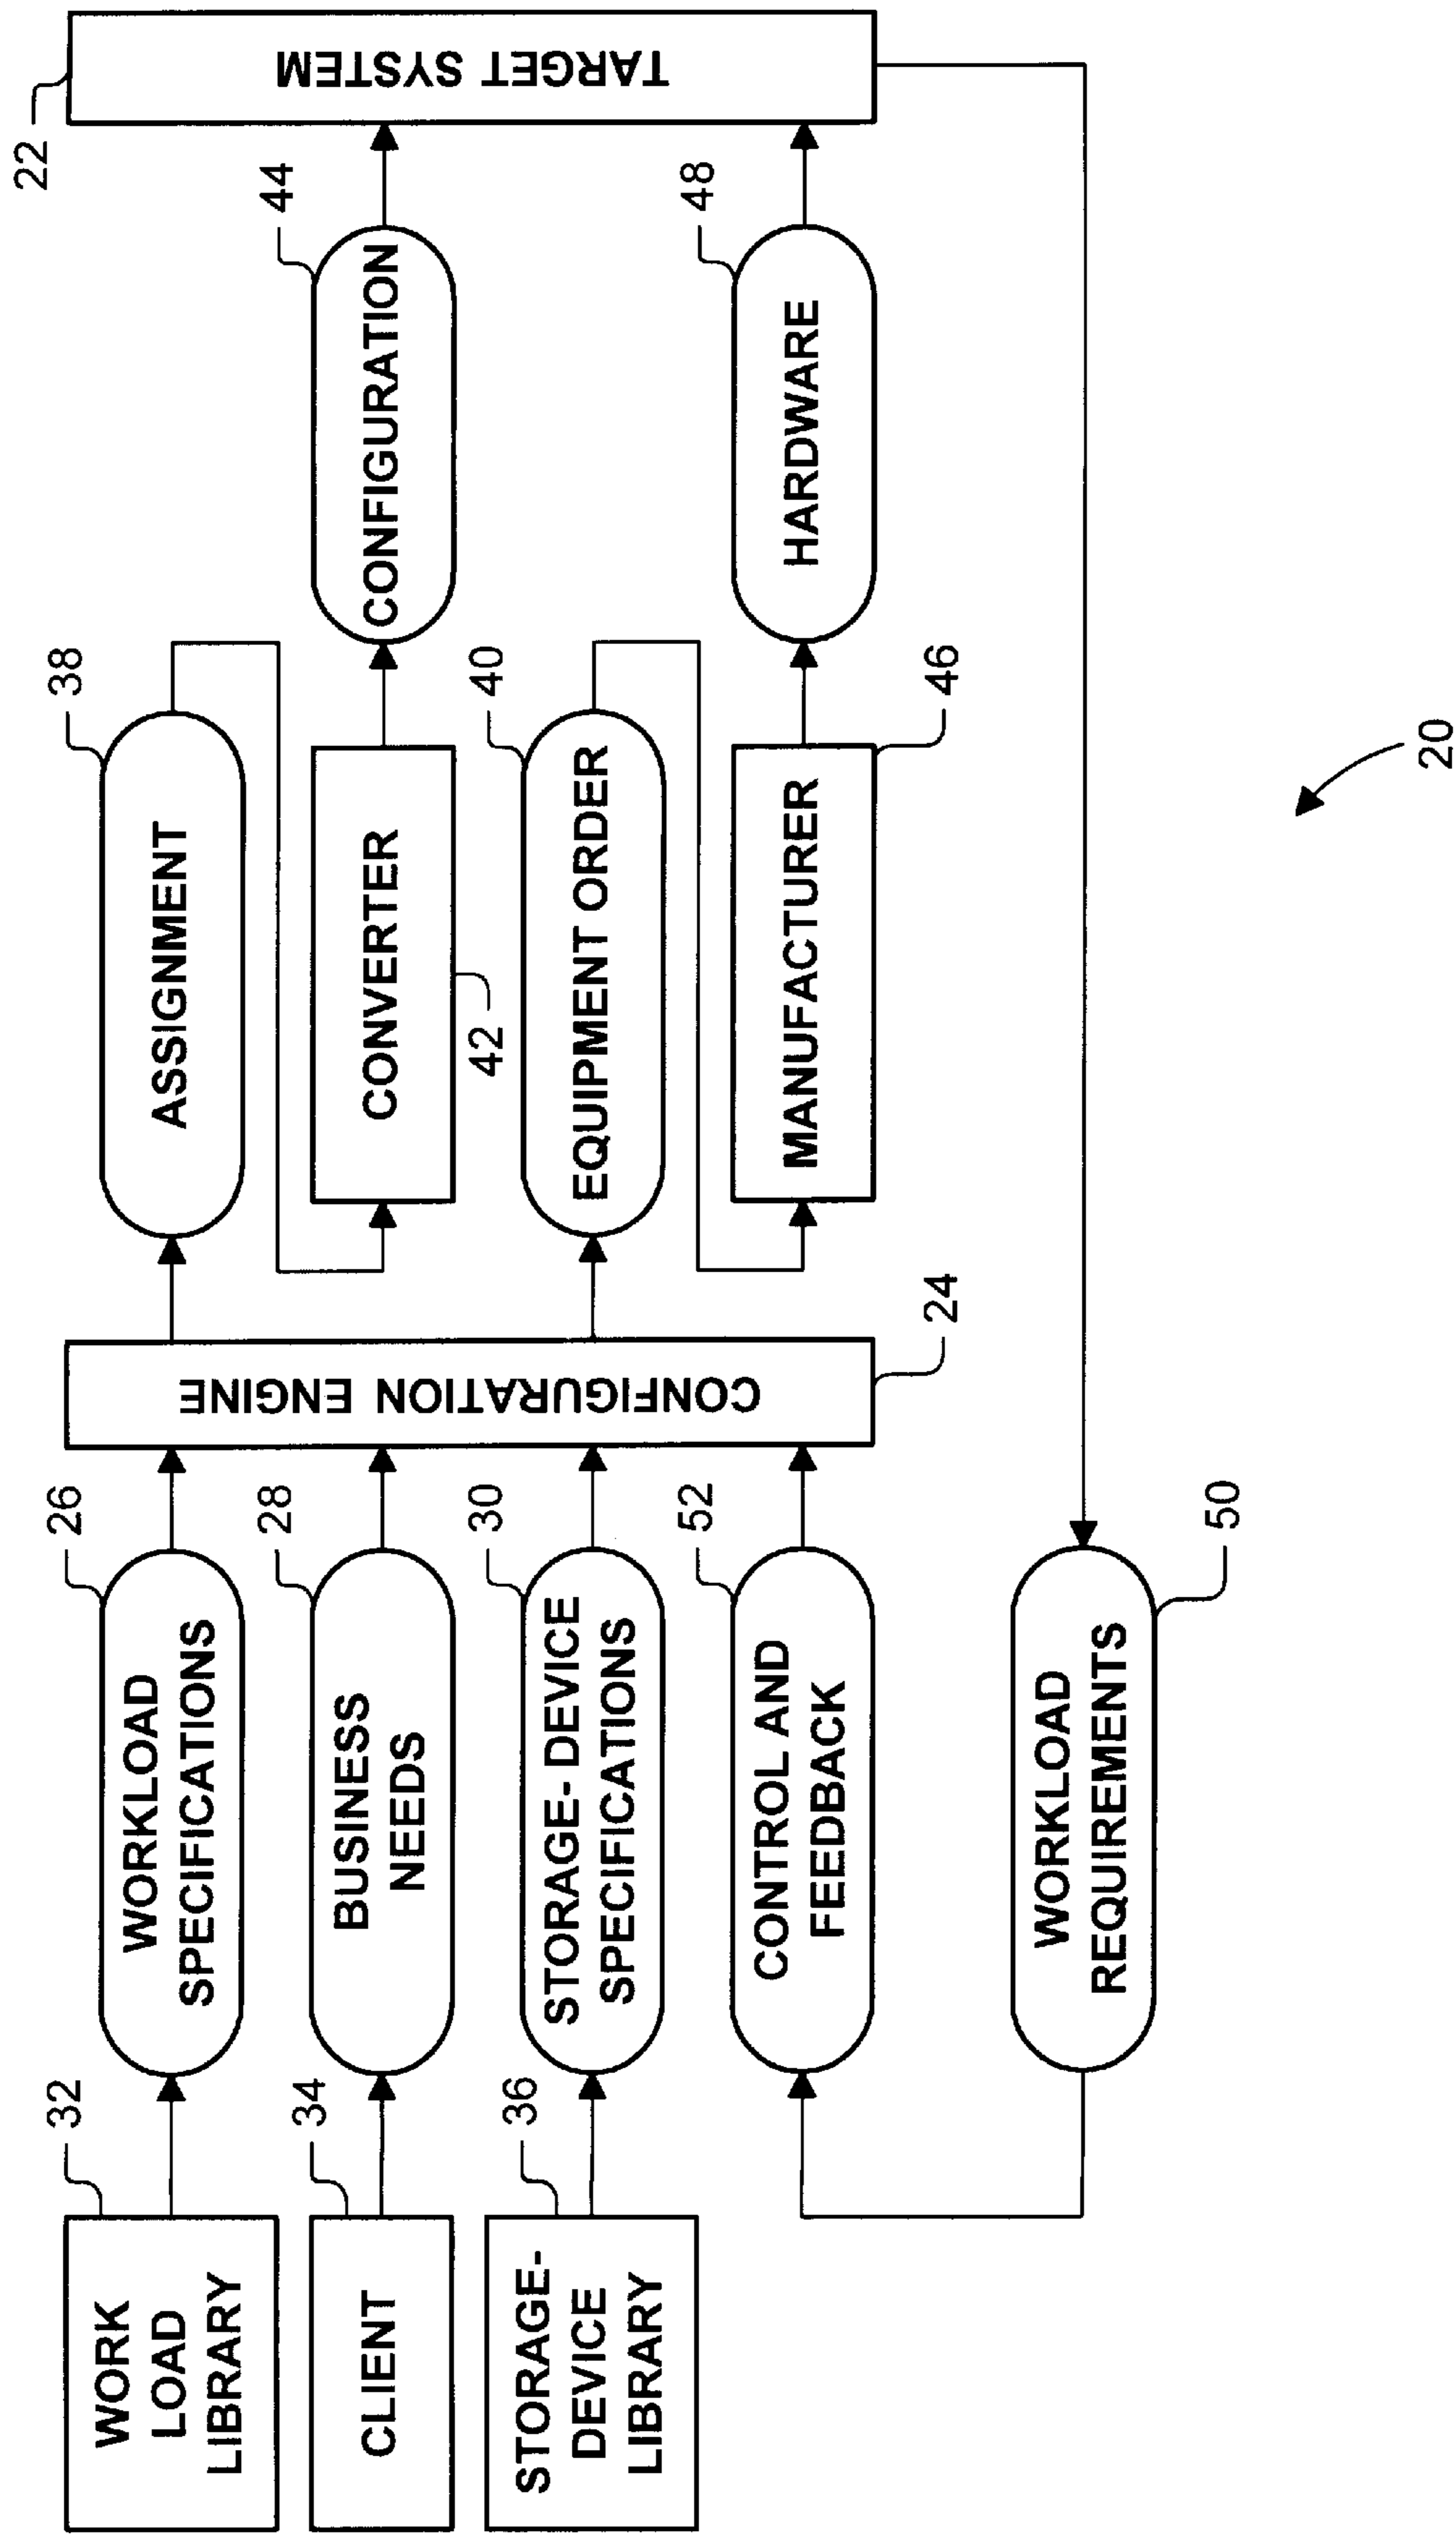 32
WORK
LOAD
LIBRARY
26
WORKLOAD
SPECIFICATIONS
38
ASSIGNMENT
22
TARGET SYSTEM
34
CLIENT
28
BUSINESS
NEEDS
CONFIGURATION ENGINE
24
CONVERTER
42
44
CONFIGURATION
36
STORAGE-
DEVICE
LIBRARY
30
STORAGE-DEVICE
SPECIFICATIONS
40
EQUIPMENT ORDER
52
CONTROL AND
FEEDBACK
MANUFACTURER
46
48
HARDWARE
WORKLOAD
REQUIREMENTS
50
20